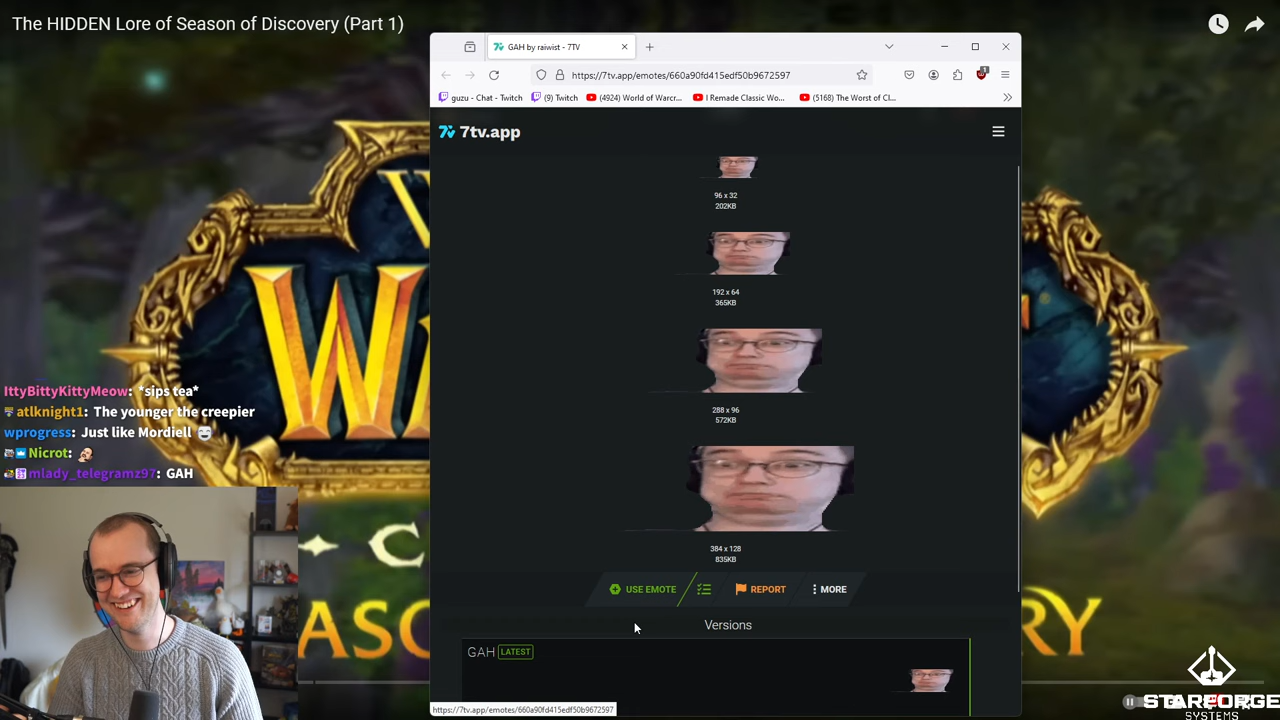 The HIDDEN Lore of Season of Discovery (Part 1)
GAH by raiwist - 7TV
https://7tv.app/emotes/660a90fd415edf50b9672597
1
guzu - Chat - Twitch
(9) Twitch
(4924) World of Warcr...
I Remade Classic Wo...
(5168) The Worst of Cl...
7tv.app
96 x 32
202KB
192 x 64
365KB
288 x 96
572KB
384 x 128
835KB
USE EMOTE
REPORT
MORE
Versions
GAH LATEST
https://7tv.app/emotes/660a90fd415edf50b9672597
IttyBittyKittyMeow: *sips tea*
atlknight1: The younger the creepier
wprogress: Just like Mordiell
Nicrot:
mlady_telegramz97: GAH
STARFORGE
SYSTEMS